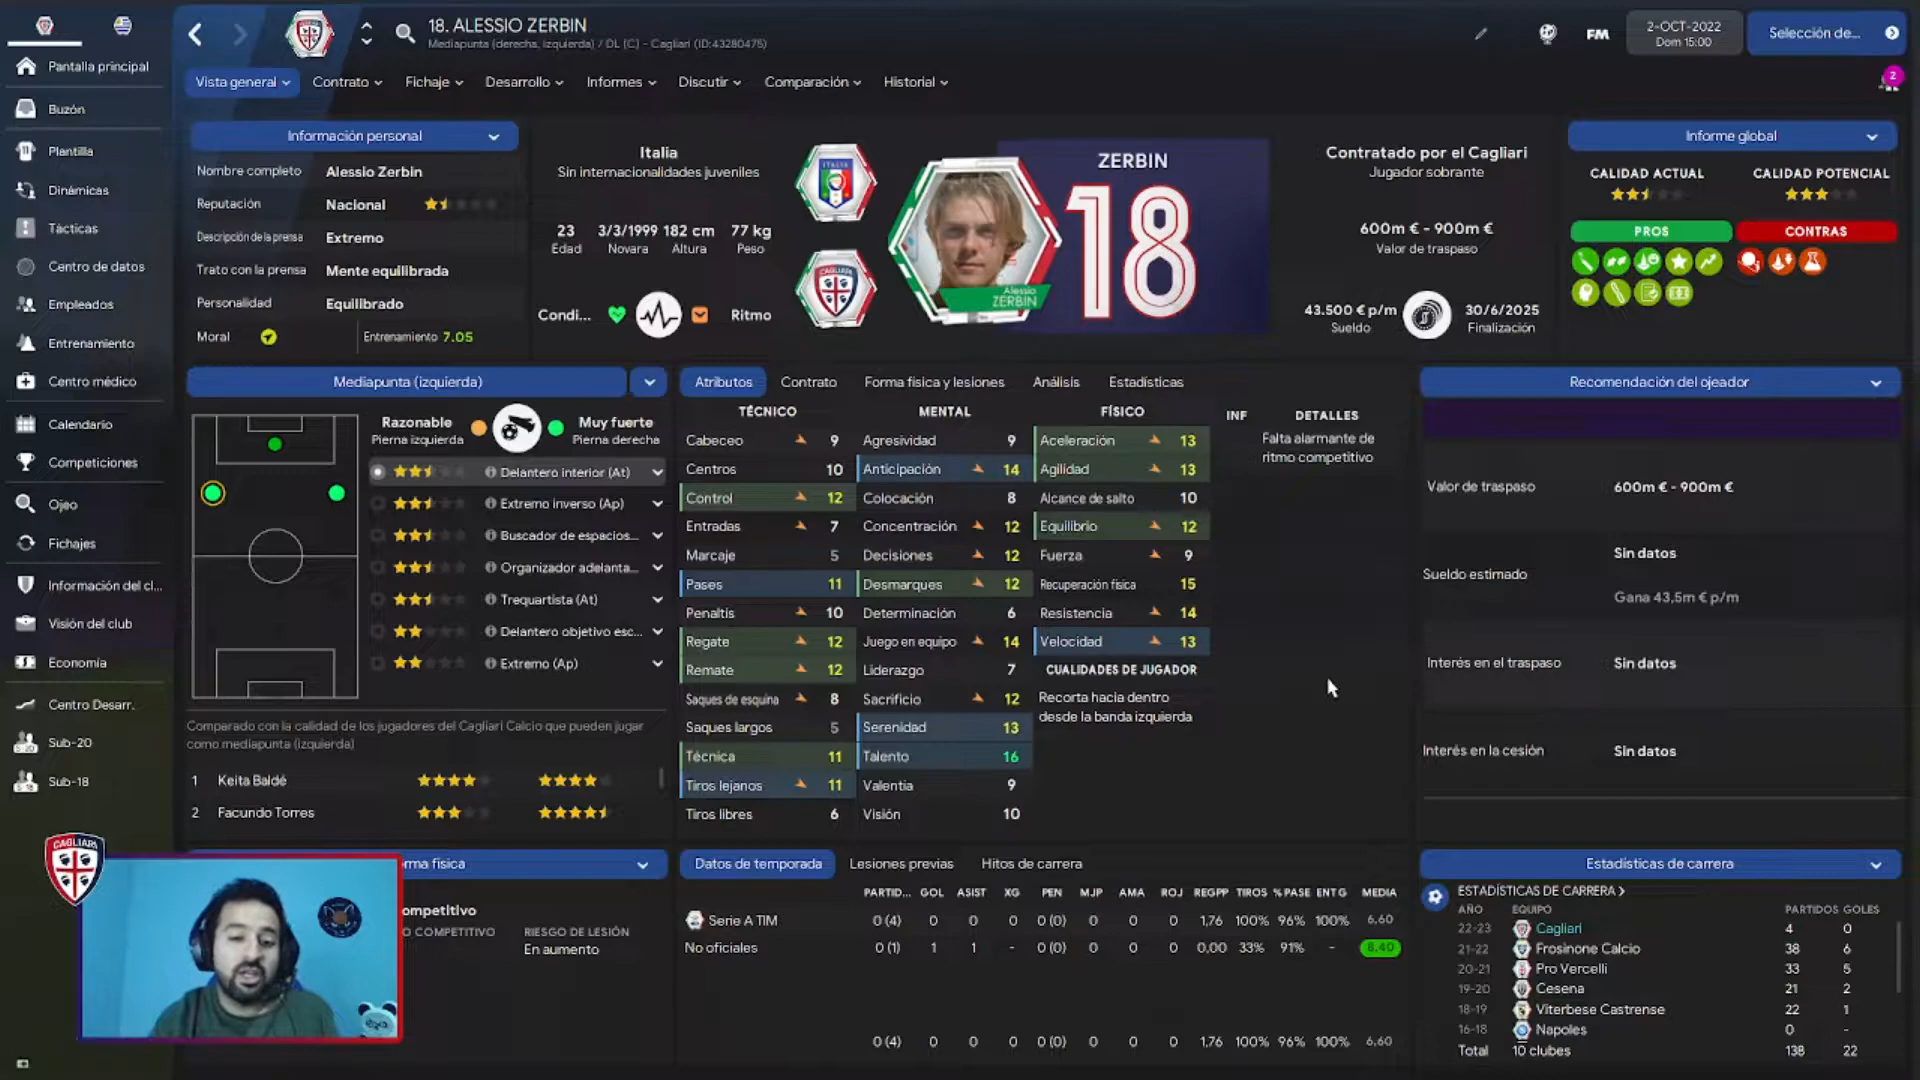 18. ALESSIO ZERBIN
Mediapunta (derecha, izquierda) / DL (C) - Cagliari (ID:43280475)
FM
2-OCT-2022
Dom 15:00
Selección de...
2
Pantalla principal
Buzón
Plantilla
Dinámicas
Tácticas
Centro de datos
Empleados
Entrenamiento
Centro médico
Calendario
Competiciones
Ojeo
Fichajes
Información del cl...
Visión del club
Economía
Centro Desarr.
Sub-20
Sub-18
Vista general
Contrato
Fichaje
Desarrollo
Informes
Discutir
Comparación
Historial
Información personal
Nombre completo Alessio Zerbin
Reputación Nacional
Descripción de la prensa Extremo
Trato con la prensa Mente equilibrada
Personalidad Equilibrado
Moral Entrenamiento 7.05
Italia
Sin internacionalidades juveniles
23 3/3/1999 182 cm 77 kg
Edad Novara Altura Peso
Condi... Ritmo
ITALIA
CAGLIARI
Alessio
ZERBIN
ZERBIN
18
Contratado por el Cagliari
Jugador sobrante
600m € - 900m €
Valor de traspaso
43.500 € p/m 30/6/2025
Sueldo Finalización
Informe global
CALIDAD ACTUAL CALIDAD POTENCIAL
PROS CONTRAS
Mediapunta (izquierda)
Razonable Muy fuerte
Pierna izquierda Pierna derecha
Delantero interior (At)
Extremo inverso (Ap)
Buscador de espacios...
Organizador adelanta...
Trequartista (At)
Delantero objetivo esc...
Extremo (Ap)
Comparado con la calidad de los jugadores del Cagliari Calcio que pueden jugar
como mediapunta (izquierda)
1 Keita Baldé
2 Facundo Torres
Atributos Contrato Forma física y lesiones Análisis Estadísticas
TÉCNICO MENTAL FÍSICO INF DETALLES
Cabeceo 9 Agresividad 9 Aceleración 13 Falta alarmante de
Centros 10 Anticipación 14 Agilidad 13 ritmo competitivo
Control 12 Colocación 8 Alcance de salto 10
Entradas 7 Concentración 12 Equilibrio 12
Marcaje 5 Decisiones 12 Fuerza 9
Pases 11 Desmarques 12 Recuperación física 15
Penaltis 10 Determinación 6 Resistencia 14
Regate 12 Juego en equipo 14 Velocidad 13
Remate 12 Liderazgo 7 CUALIDADES DE JUGADOR
Saques de esquina 8 Sacrificio 12 Recorta hacia dentro
Saques largos 5 Serenidad 13 desde la banda izquierda
Técnica 11 Talento 16
Tiros lejanos 11 Valentia 9
Tiros libres 6 Visión 10
Recomendación del ojeador
Valor de traspaso 600m € - 900m €
Sueldo estimado Sin datos
Gana 43,5m € p/m
Interés en el traspaso Sin datos
Interés en la cesión Sin datos
CAGLIARI
rma física
ompetitivo
O COMPETITIVO RIESGO DE LESIÓN
En aumento
Datos de temporada Lesiones previas Hitos de carrera
PARTID... GOL ASIST XG PEN MJP AMA ROJ REGPP TIROS % PASE ENT G MEDIA
Serie A TIM 0 (4) 0 0 0 0 (0) 0 0 0 1,76 100% 96% 100% 6.60
No oficiales 0 (1) 1 1 - 0 (0) 0 0 0 0,00 33% 91% - 8.40
0 (4) 0 0 0 0 (0) 0 0 0 1,76 100% 96% 100% 6.60
Estadísticas de carrera
ESTADÍSTICAS DE CARRERA >
AÑO EQUIPO PARTIDOS GOLES
22-23 Cagliari 4 0
21-22 Frosinone Calcio 38 6
20-21 Pro Vercelli 33 5
19-20 Cesena 21 2
18-19 Viterbese Castrense 22 1
16-18 Napoles 0 -
Total 10 clubes 138 22